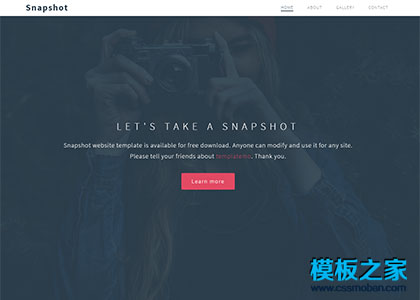 Snapshot
HOME ABOUT GALLERY CONTACT
LET'S TAKE A SNAPSHOT
Snapshot website template is available for free download. Anyone can modify and use it for any site.
Please tell your friends about templatemo. Thank you.
Learn more
模板之家
www.cssmoban.com